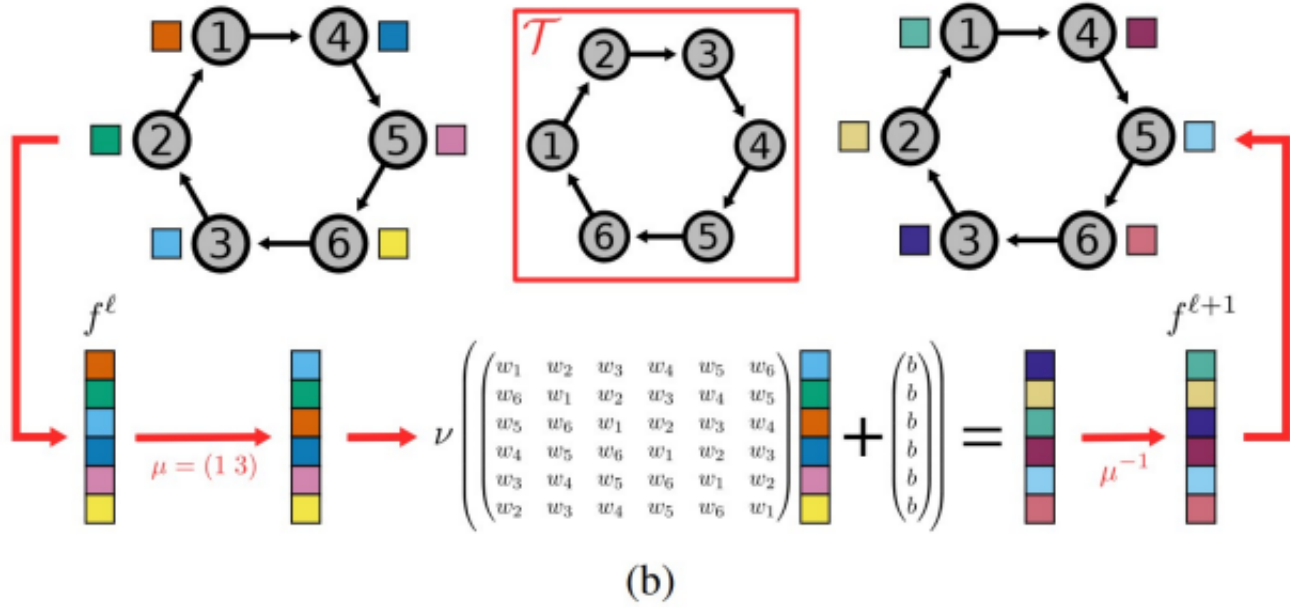 1 4 𝒯 2 3 1 4
2 5 1 4 2 5
3 6 6 5 3 6
f^ℓ f^{ℓ+1}
μ = (1 3) ν ( ( w₁ w₂ w₃ w₄ w₅ w₆ ) + ( b ) ) = μ⁻¹
w₆ w₁ w₂ w₃ w₄ w₅ b
w₅ w₆ w₁ w₂ w₃ w₄ b
w₄ w₅ w₆ w₁ w₂ w₃ b
w₃ w₄ w₅ w₆ w₁ w₂ b
w₂ w₃ w₄ w₅ w₆ w₁ b
(b)